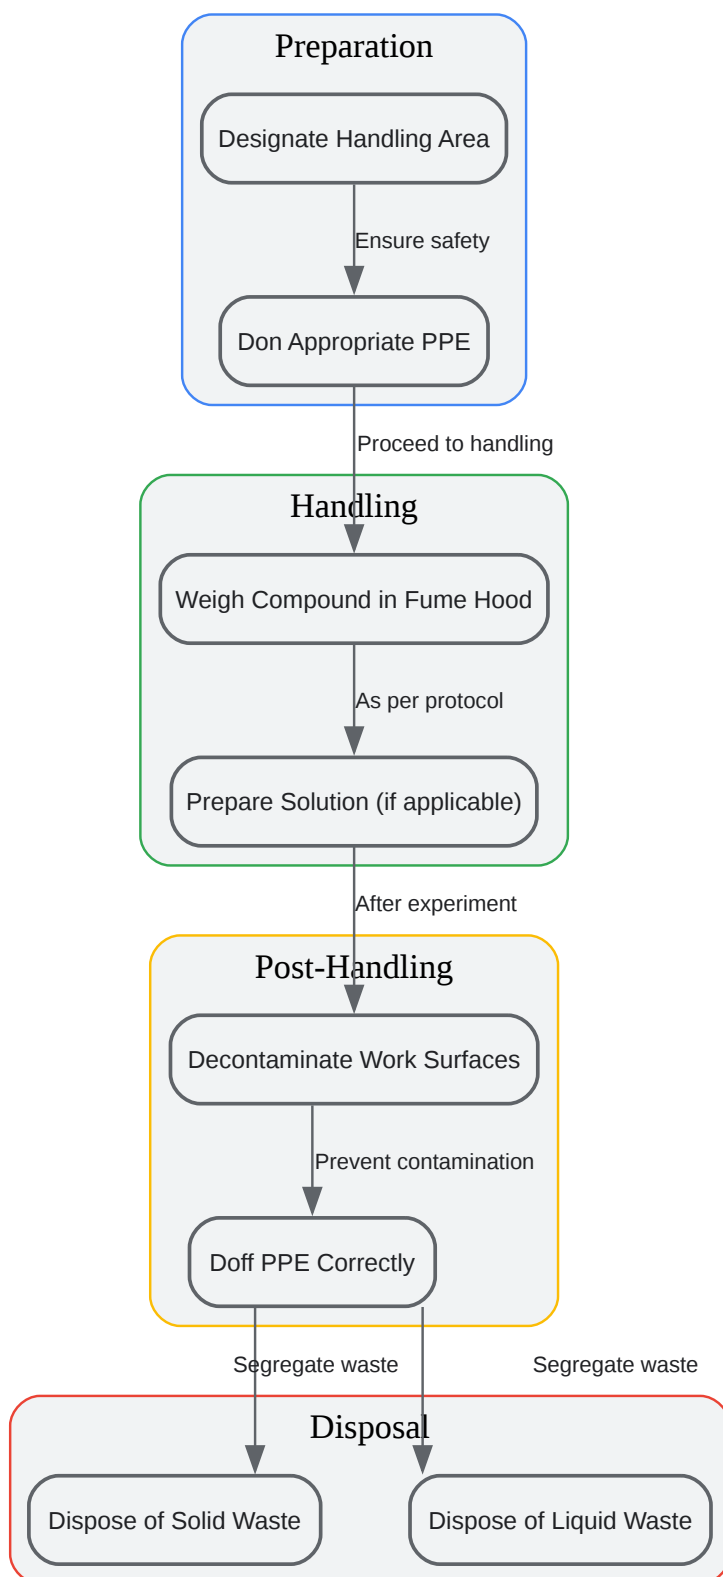 Preparation
Designate Handling Area
Ensure safety
Don Appropriate PPE
Proceed to handling
Handling
Weigh Compound in Fume Hood
As per protocol
Prepare Solution (if applicable)
After experiment
Post-Handling
Decontaminate Work Surfaces
Prevent contamination
Doff PPE Correctly
Segregate waste
Segregate waste
Disposal
Dispose of Solid Waste
Dispose of Liquid Waste